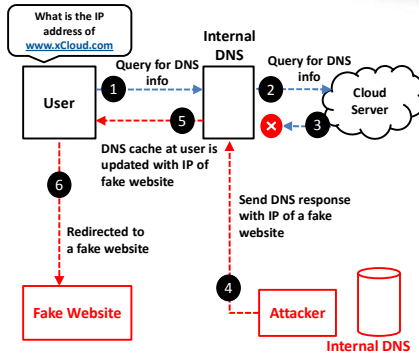 What is the IP
address of
www.xCloud.com
User
1
Query for DNS
info
Internal
DNS
2
Query for DNS
info
Cloud
Server
3
5
DNS cache at user is
updated with IP of
fake website
6
Redirected to
a fake website
Fake Website
Send DNS response
with IP of a fake
website
4
Attacker
Internal DNS